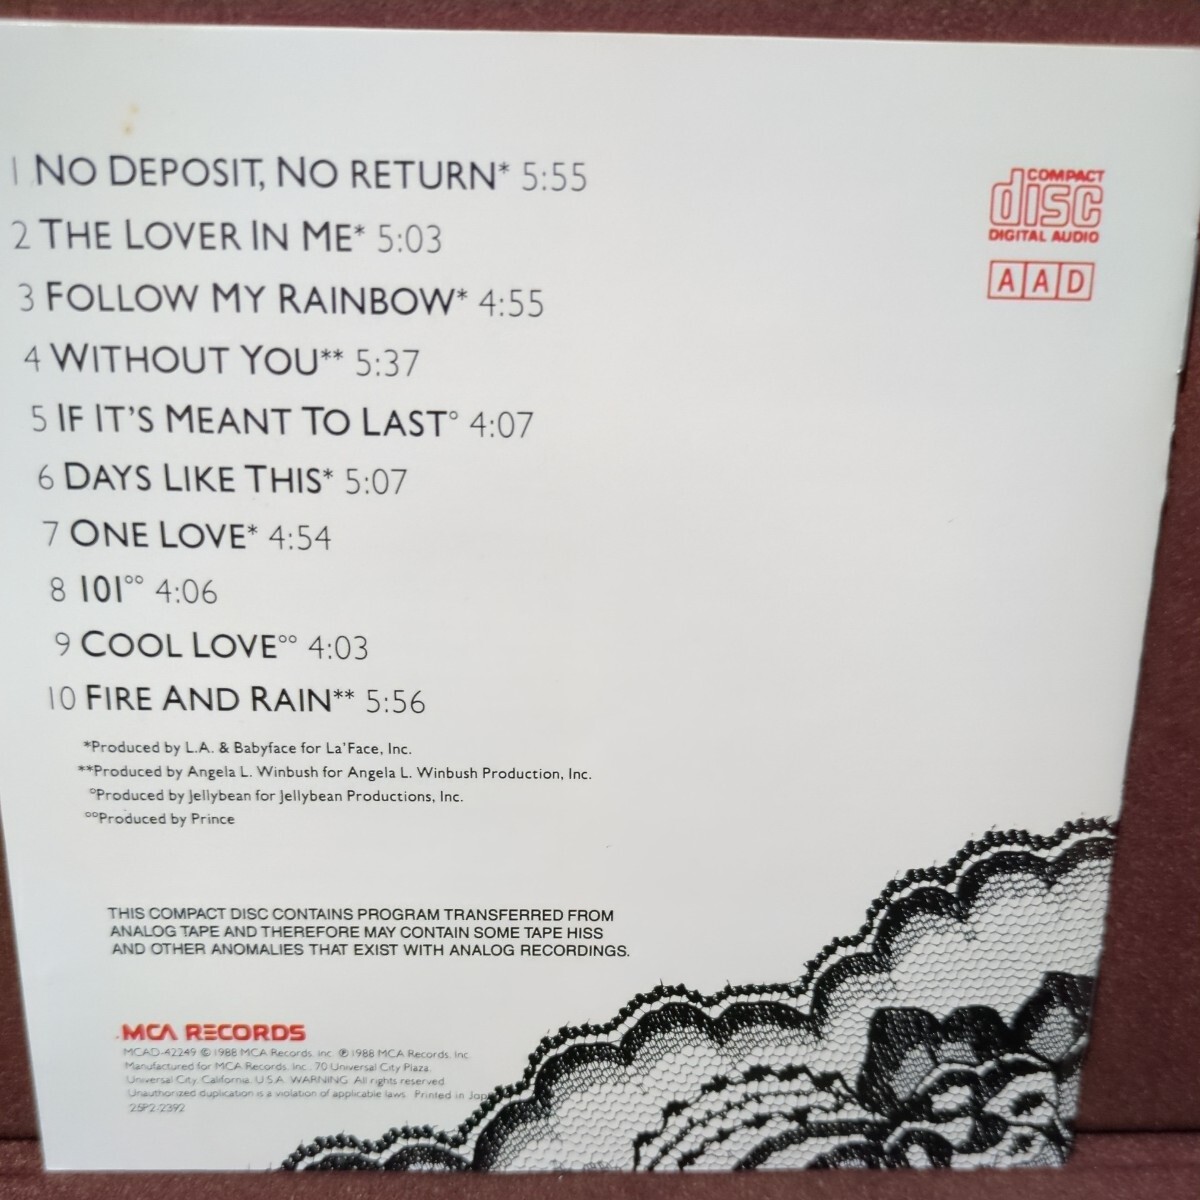 1 NO DEPOSIT, NO RETURN* 5:55
COMPACT
disc
DIGITAL AUDIO
2 THE LOVER IN ME* 5:03
AAD
3 FOLLOW MY RAINBOW* 4:55
4 WITHOUT YOU** 5:37
5 IF IT'S MEANT TO LAST° 4:07
6 DAYS LIKE THIS* 5:07
7 ONE LOVE* 4:54
8 101°° 4:06
9 COOL LOVE°° 4:03
10 FIRE AND RAIN** 5:56
*Produced by L.A. & Babyface for La'Face, Inc.
**Produced by Angela L. Winbush for Angela L. Winbush Production, Inc.
°Produced by Jellybean for Jellybean Productions, Inc.
°°Produced by Prince
THIS COMPACT DISC CONTAINS PROGRAM TRANSFERRED FROM
ANALOG TAPE AND THEREFORE MAY CONTAIN SOME TAPE HISS
AND OTHER ANOMALIES THAT EXIST WITH ANALOG RECORDINGS.
MCA RECORDS
MCAD-42249 © 1988 MCA Records, Inc. ℗ 1988 MCA Records, Inc.
Manufactured for MCA Records, Inc., 70 Universal City Plaza,
Universal City, California, U.S.A. WARNING: All rights reserved.
Unauthorized duplication is a violation of applicable laws. Printed in
25P2-2392